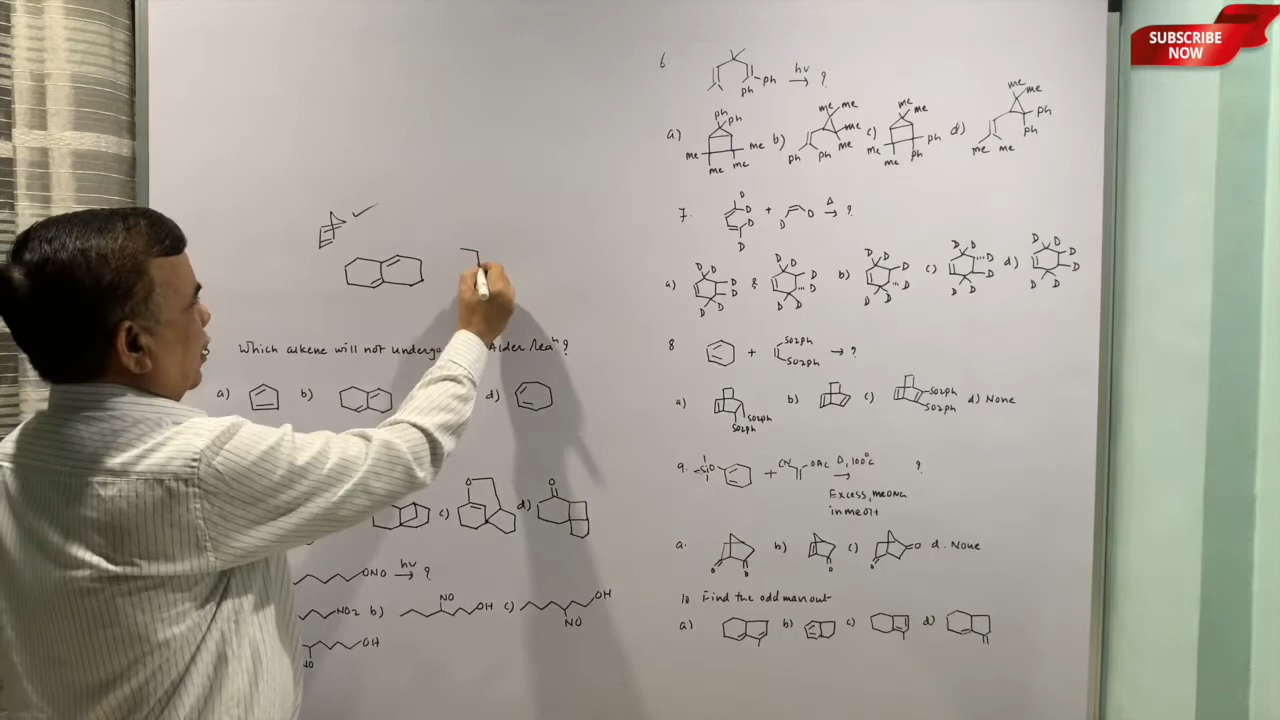 SUBSCRIBE
NOW
Which alkene will not undergo Alder rean?
a) b) d)
c) d)
O O
ONO hν → ?
NO2 b) NO OH c) OH NO
OH
NO
6
Ph Ph hν → ?
a) Ph Ph me me me me b) me me me me Ph Ph c) me me me me Ph Ph d) me me Ph Ph me me
7. D D D D + D D Δ → ?
a) D D D D D D & D D D D D D b) D D D D D D c) D D D D D D d) D D D D D D
8 + SO2Ph SO2Ph → ?
a) SO2Ph SO2Ph b) c) SO2Ph SO2Ph d) None
9. -Si-O + CN OAc Δ, 100°C → ?
Excess, MeONa
in MeOH
a. O O b) O c) O O d. None
10 Find the odd man out
a) b) c) d)